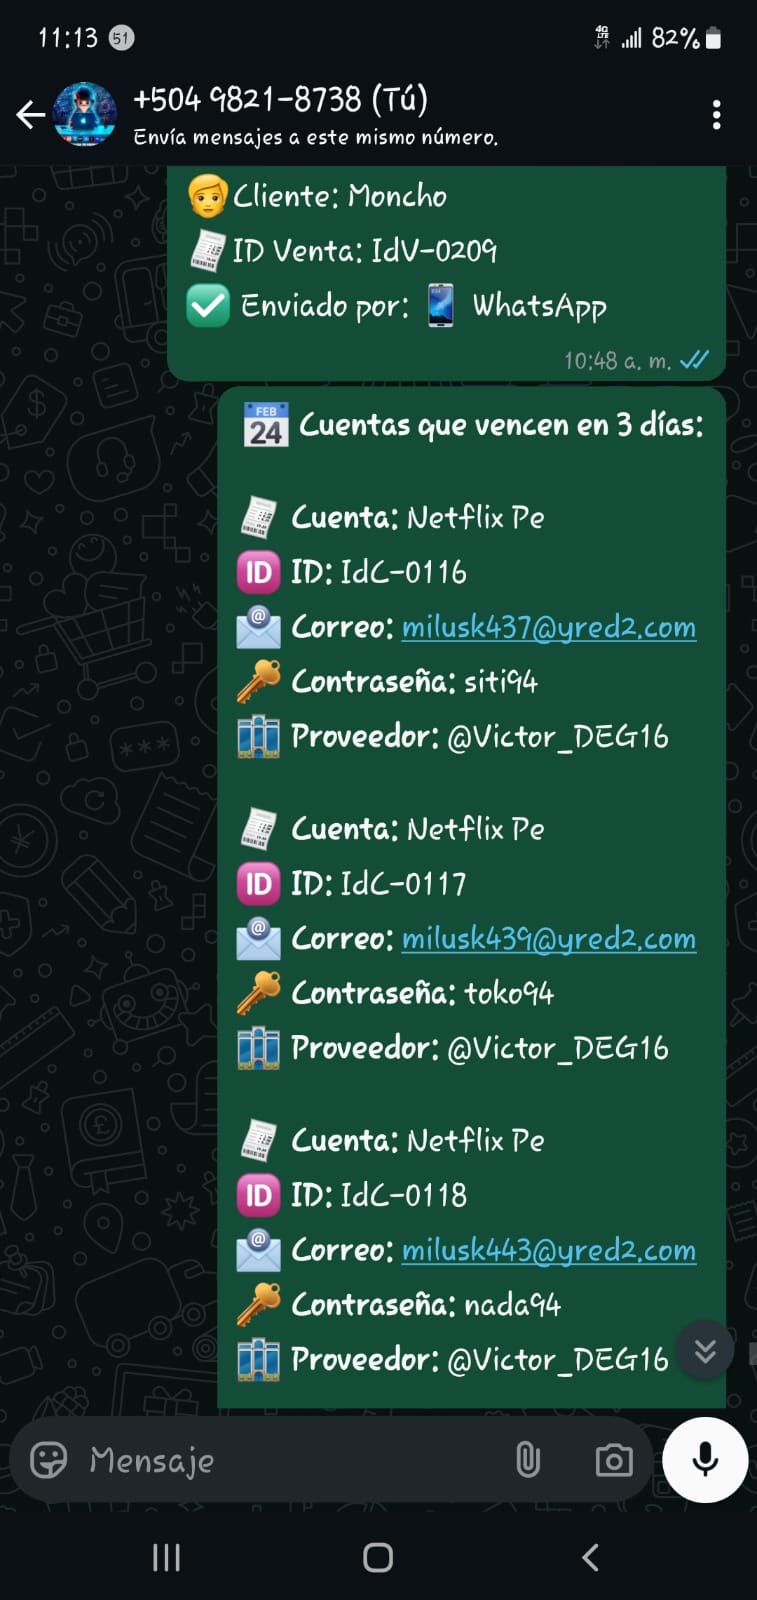 11:13 51 4G LTE 82%
+504 9821-8738 (Tú)
Envía mensajes a este mismo número.
Cliente: Moncho
ID Venta: IdV-0209
Enviado por: WhatsApp
10:48 a. m.
FEB 24 Cuentas que vencen en 3 días:
Cuenta: Netflix Pe
ID ID: IdC-0116
Correo: milusk437@yred2.com
Contraseña: siti94
Proveedor: @Victor_DEG16
Cuenta: Netflix Pe
ID ID: IdC-0117
Correo: milusk439@yred2.com
Contraseña: toko94
Proveedor: @Victor_DEG16
Cuenta: Netflix Pe
ID ID: IdC-0118
Correo: milusk443@yred2.com
Contraseña: nada94
Proveedor: @Victor_DEG16
Mensaje